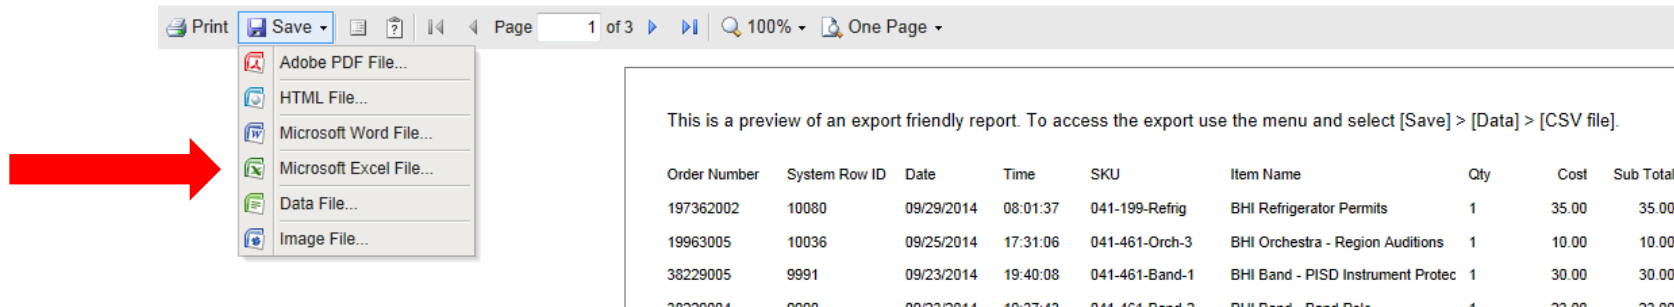 Print Save Page 1 of 3 100% One Page
Adobe PDF File...
HTML File...
Microsoft Word File...
Microsoft Excel File...
Data File...
Image File...
This is a preview of an export friendly report. To access the export use the menu and select [Save] > [Data] > [CSV file].
Order Number System Row ID Date Time SKU Item Name Qty Cost Sub Total
197362002 10080 09/29/2014 08:01:37 041-199-Refrig BHI Refrigerator Permits 1 35.00 35.00
19963005 10036 09/25/2014 17:31:06 041-461-Orch-3 BHI Orchestra - Region Auditions 1 10.00 10.00
38229005 9991 09/23/2014 19:40:08 041-461-Band-1 BHI Band - PISD Instrument Protec 1 30.00 30.00